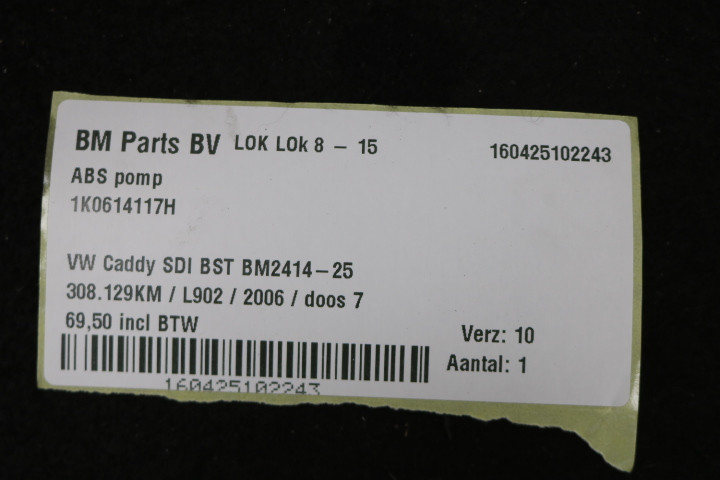 BM Parts BV LOK LOk 8 – 15 160425102243
ABS pomp
1K0614117H
VW Caddy SDI BST BM2414–25
308.129KM / L902 / 2006 / doos 7
69,50 incl BTW
Verz: 10
Aantal: 1
160425102243